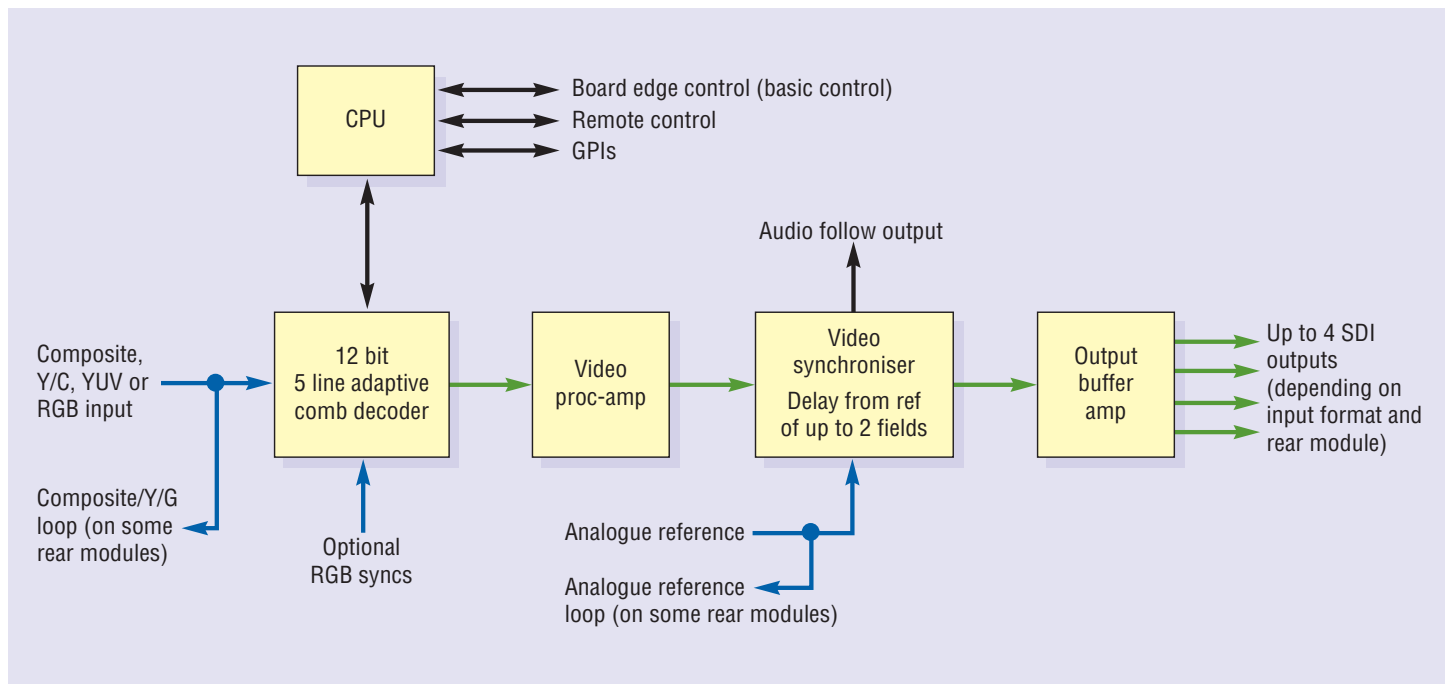 CPU
Board edge control (basic control)
Remote control
GPIs
Audio follow output
Composite,
Y/C, YUV or
RGB input
12 bit
5 line adaptive
comb decoder
Video
proc-amp
Video
synchroniser
Delay from ref
of up to 2 fields
Output
buffer
amp
Up to 4 SDI
outputs
(depending on
input format and
rear module)
Composite/Y/G
loop (on some
rear modules)
Optional
RGB syncs
Analogue reference
Analogue reference
loop (on some rear modules)